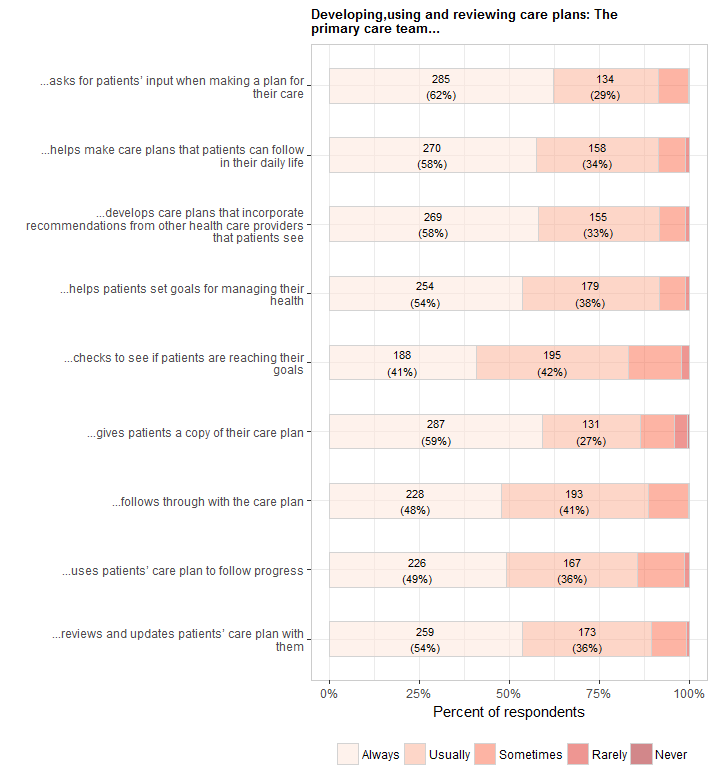 Developing,using and reviewing care plans: The
primary care team...
...asks for patients' input when making a plan for
their care
285 134
(62%) (29%)
...helps make care plans that patients can follow
in their daily life
270 158
(58%) (34%)
...develops care plans that incorporate
recommendations from other health care providers
that patients see
269 155
(58%) (33%)
...helps patients set goals for managing their
health
254 179
(54%) (38%)
...checks to see if patients are reaching their
goals
188 195
(41%) (42%)
...gives patients a copy of their care plan
287 131
(59%) (27%)
...follows through with the care plan
228 193
(48%) (41%)
...uses patients' care plan to follow progress
226 167
(49%) (36%)
...reviews and updates patients' care plan with
them
259 173
(54%) (36%)
0% 25% 50% 75% 100%
Percent of respondents
Always Usually Sometimes Rarely Never